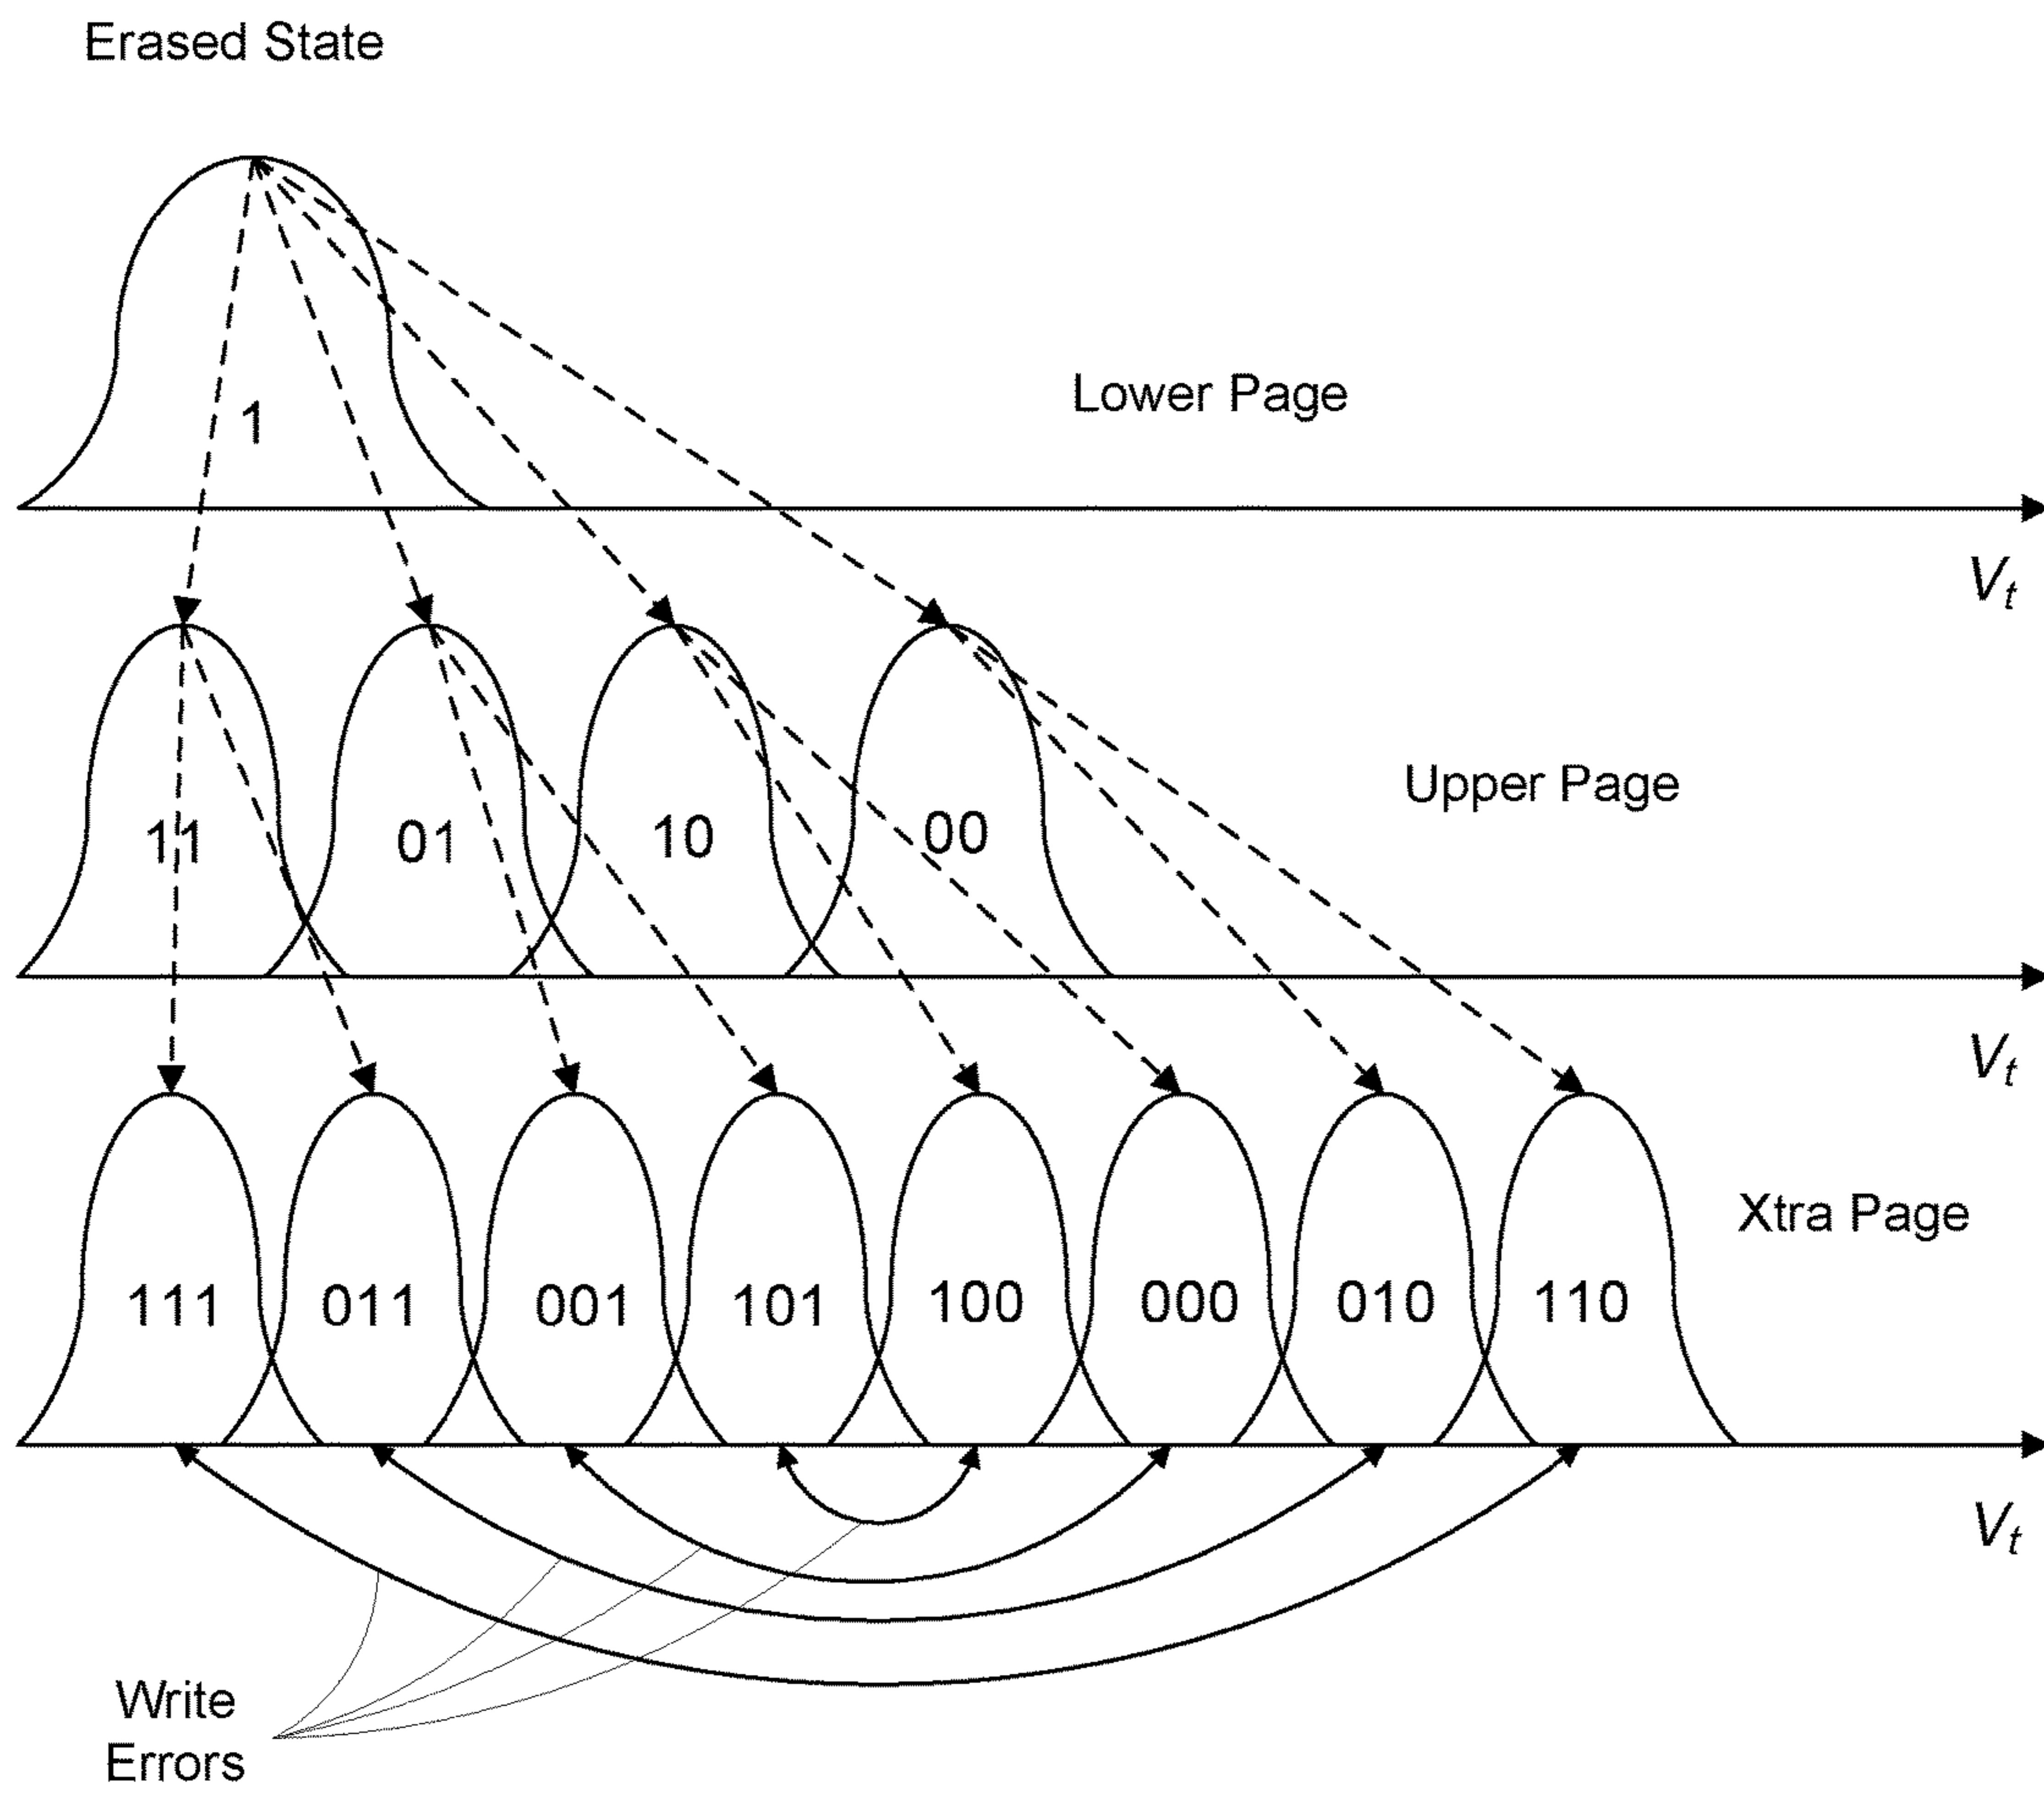 Erased State
1
Lower Page
Vt
11
01
10
00
Upper Page
Vt
111
011
001
101
100
000
010
110
Xtra Page
Vt
Write
Errors